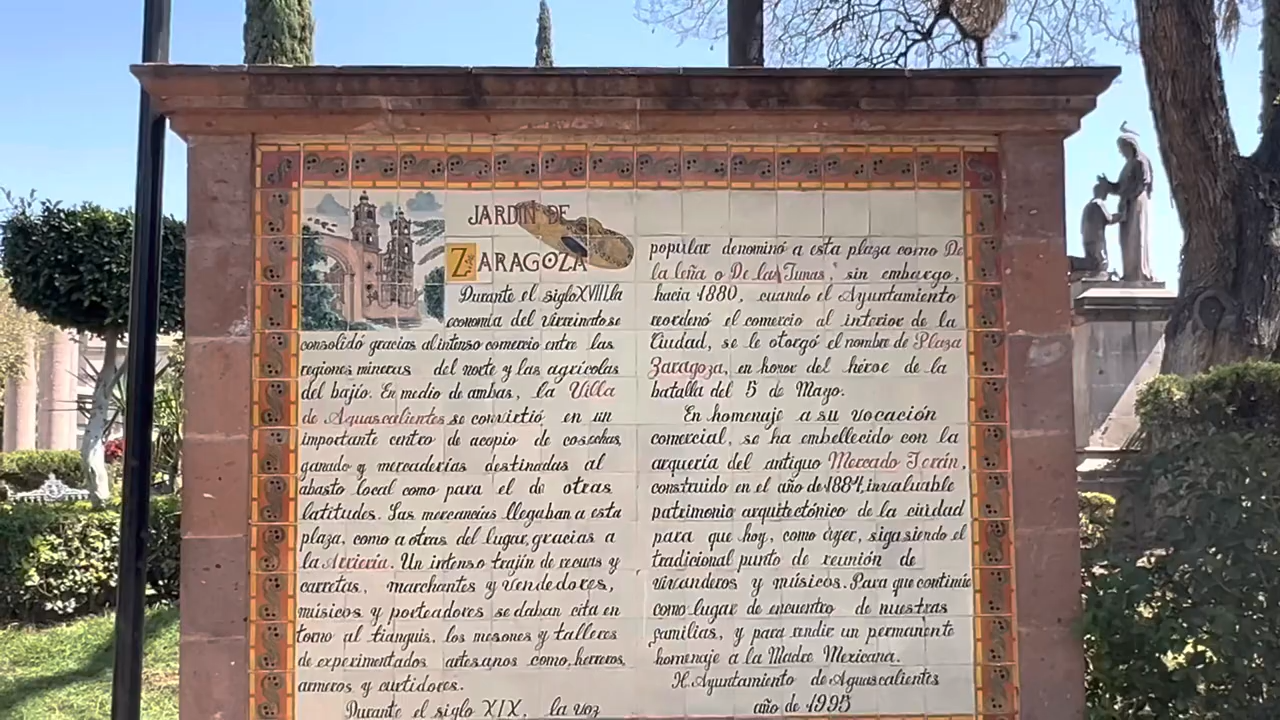 JARDIN DE
ZARAGOZA
Durante el siglo XVIII la
economía del Virreinato se
consolidó gracias al intenso comercio entre las
regiones mineras del norte y las agrícolas
del bajío. En medio de ambas, la Villa
de Aguascalientes se convirtió en un
importante centro de acopio de cosechas,
ganado y mercaderías destinadas al
abasto local como para el de otras
latitudes. Las mercancías llegaban a esta
plaza, como a otras del lugar, gracias a
la Arriería. Un intenso trajín de recuas y
carretas, marchantes y vendedores,
músicos y porteadores se daban cita en
torno al tianguis, los mesones y talleres
de experimentados artesanos como, herreros,
armeros y curtidores.
Durante el siglo XIX, la voz
popular denominó a esta plaza como De
la leña o De las Tunas, sin embargo,
hacia 1880, cuando el Ayuntamiento
reordenó el comercio al interior de la
Ciudad, se le otorgó el nombre de Plaza
Zaragoza, en honor del héroe de la
batalla del 5 de Mayo.
En homenaje a su vocación
comercial, se ha embellecido con la
arquería del antiguo Mercado Terán,
construido en el año de 1884, invaluable
patrimonio arquitectónico de la ciudad
para que hoy, como ayer, siga siendo el
tradicional punto de reunión de
vivanderos y músicos. Para que continúe
como lugar de encuentro de nuestras
familias, y para rendir un permanente
homenaje a la Madre Mexicana.
H. Ayuntamiento de Aguascalientes
año de 1995